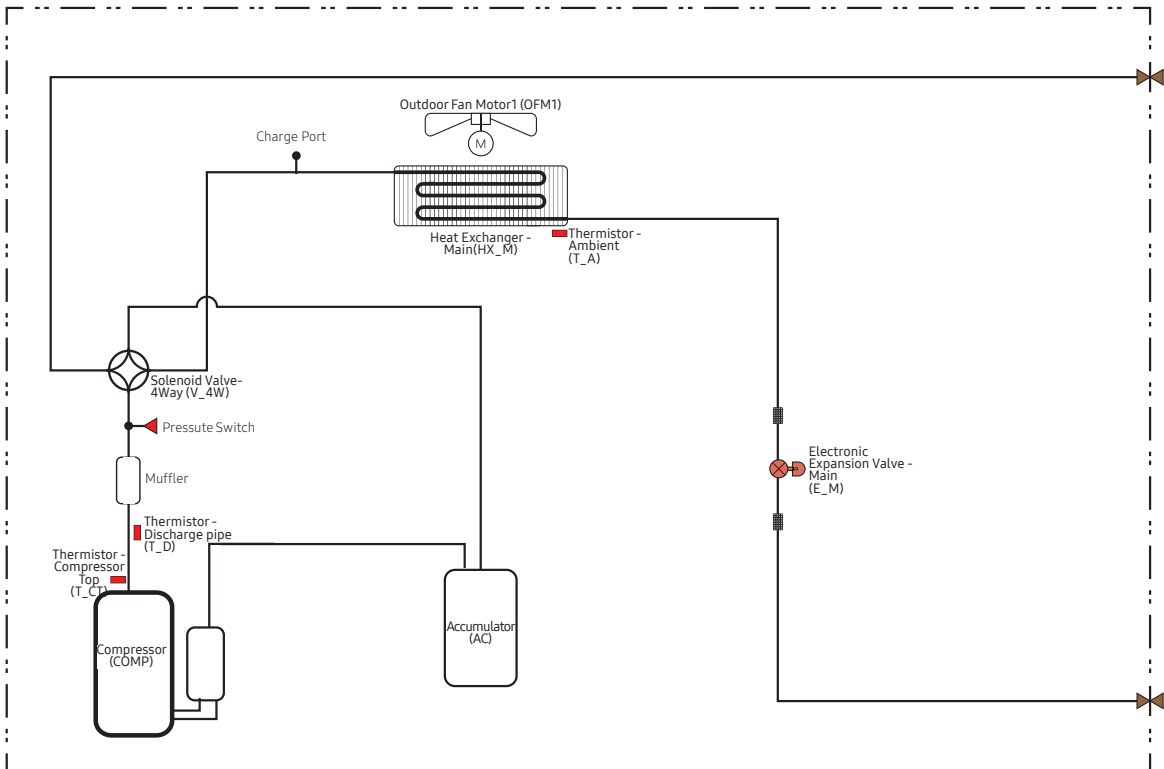 Outdoor Fan Motor1 (OFM1)
Charge Port
M
Heat Exchanger -
Main(HX_M)
Thermistor -
Ambient
(T_A)
Solenoid Valve-
4Way (V_4W)
Pressute Switch
Electronic
Expansion Valve -
Main
(E_M)
Muffler
Thermistor -
Discharge pipe
(T_D)
Thermistor -
Compressor
Top
(T_CT)
Compressor
(COMP)
Accumulator
(AC)